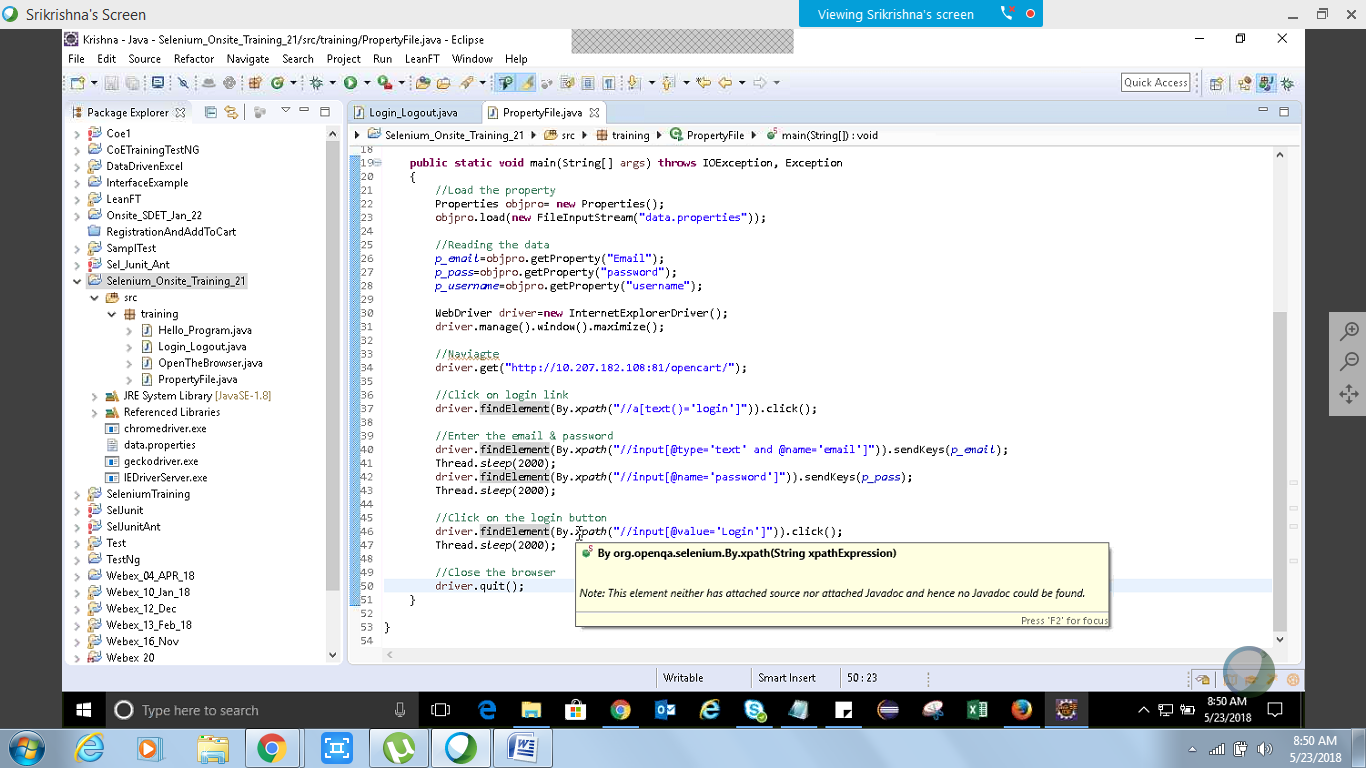 Srikrishna's Screen
Viewing Srikrishna's screen
Krishna - Java - Selenium_Onsite_Training_21/src/training/PropertyFile.java - Eclipse
File Edit Source Refactor Navigate Search Project Run LeanFT Window Help
Quick Access
Package Explorer
Login_Logout.java
PropertyFile.java
Selenium_Onsite_Training_21 src training PropertyFile main(String[]) : void
Coe1
CoETrainingTestNG
DataDrivenExcel
InterfaceExample
LeanFT
Onsite_SDET_Jan_22
RegistrationAndAddToCart
SamplTest
Sel_Junit_Ant
Selenium_Onsite_Training_21
src
training
Hello_Program.java
Login_Logout.java
OpenTheBrowser.java
PropertyFile.java
JRE System Library [JavaSE-1.8]
Referenced Libraries
chromedriver.exe
data.properties
geckodriver.exe
IEDriverServer.exe
SeleniumTraining
SelJunit
SelJunitAnt
Test
TestNg
Webex_04_APR_18
Webex_10_Jan_18
Webex_12_Dec
Webex_13_Feb_18
Webex_16_Nov
Webex 20
18
19 public static void main(String[] args) throws IOException, Exception
20 {
21 //Load the property
22 Properties objpro= new Properties();
23 objpro.load(new FileInputStream("data.properties"));
24
25 //Reading the data
26 p_email=objpro.getProperty("Email");
27 p_pass=objpro.getProperty("password");
28 p_username=objpro.getProperty("username");
29
30 WebDriver driver=new InternetExplorerDriver();
31 driver.manage().window().maximize();
32
33 //Naviagte
34 driver.get("http://10.207.182.108:81/opencart/");
35
36 //Click on login link
37 driver.findElement(By.xpath("//a[text()='login']")).click();
38
39 //Enter the email & password
40 driver.findElement(By.xpath("//input[@type='text' and @name='email']")).sendKeys(p_email);
41 Thread.sleep(2000);
42 driver.findElement(By.xpath("//input[@name='password']")).sendKeys(p_pass);
43 Thread.sleep(2000);
44
45 //Click on the login button
46 driver.findElement(By.xpath("//input[@value='Login']")).click();
47 Thread.sleep(2000);
48
49 //Close the browser
50 driver.quit();
51 }
52
53 }
54
By org.openqa.selenium.By.xpath(String xpathExpression)
Note: This element neither has attached source nor attached Javadoc and hence no Javadoc could be found.
Press 'F2' for focus
Writable Smart Insert 50 : 23
Type here to search
8:50 AM
5/23/2018
8:50 AM
5/23/2018